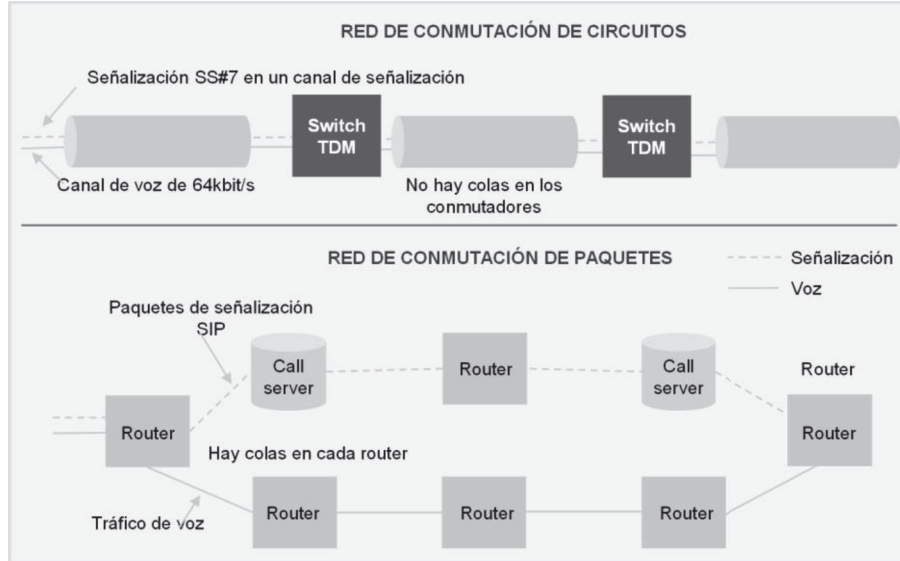 RED DE CONMUTACIÓN DE CIRCUITOS
Señalización SS#7 en un canal de señalización
Switch
TDM
Switch
TDM
Canal de voz de 64kbit/s
No hay colas en los
conmutadores
RED DE CONMUTACIÓN DE PAQUETES
Señalización
Voz
Paquetes de señalización
SIP
Call
server
Router
Call
server
Router
Router
Router
Hay colas en cada router
Tráfico de voz
Router
Router
Router